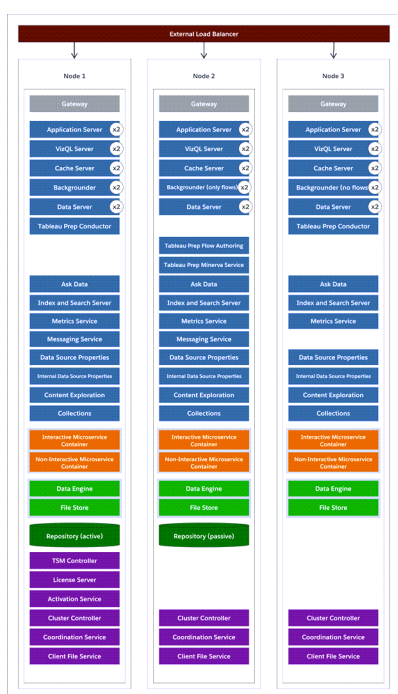 External Load Balancer
Node 1
Gateway
Application Server x2
VizQL Server x2
Cache Server x2
Backgrounder x2
Data Server x2
Tableau Prep Conductor
Ask Data
Index and Search Server
Metrics Service
Messaging Service
Data Source Properties
Internal Data Source Properties
Content Exploration
Collections
Interactive Microservice
Container
Non-Interactive Microservice
Container
Data Engine
File Store
Repository (active)
TSM Controller
License Server
Activation Service
Cluster Controller
Coordination Service
Client File Service
Node 2
Gateway
Application Server x2
VizQL Server x2
Cache Server x2
Backgrounder (only flows) x2
Data Server x2
Tableau Prep Flow Authoring
Tableau Prep Minerva Service
Ask Data
Index and Search Server
Metrics Service
Messaging Service
Data Source Properties
Internal Data Source Properties
Content Exploration
Collections
Interactive Microservice
Container
Non-Interactive Microservice
Container
Data Engine
File Store
Repository (passive)
Cluster Controller
Coordination Service
Client File Service
Node 3
Gateway
Application Server x2
VizQL Server x2
Cache Server x2
Backgrounder (no flows) x2
Data Server x2
Tableau Prep Conductor
Ask Data
Index and Search Server
Metrics Service
Data Source Properties
Internal Data Source Properties
Content Exploration
Collections
Interactive Microservice
Container
Non-Interactive Microservice
Container
Data Engine
File Store
Cluster Controller
Coordination Service
Client File Service